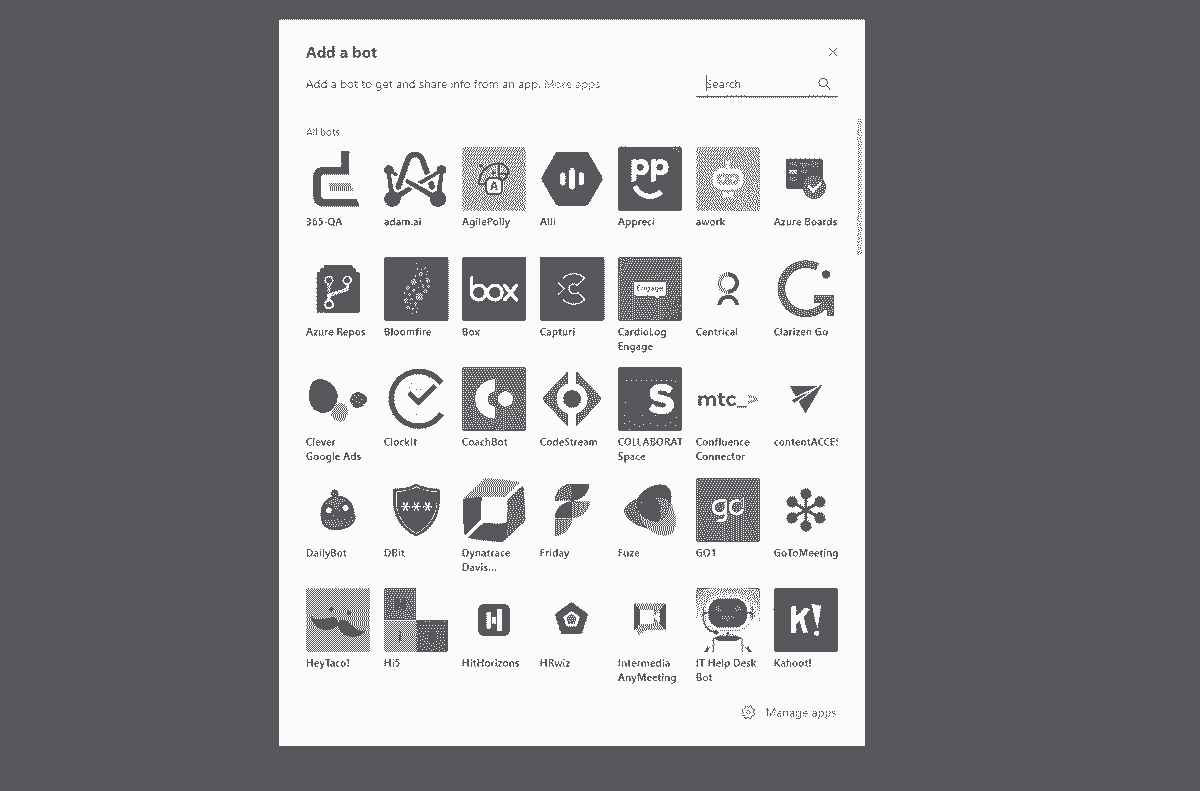 Add a bot
Add a bot to get and share info from an app. More apps
Search
All bots
pp
A
365-QA adam.ai AgilePolly Alli Appreci awork Azure Boards
box
Engage
Azure Repos Bloomfire Box Capturi CardioLog Centrical Clarizen Go
Engage
S
mtc_>
Clever ClockIt CoachBot CodeStream COLLABORAT Confluence contentACCES
Google Ads Space Connector
***
go
DailyBot DBit Dynatrace Friday Fuze GO1 GoToMeeting
Davis...
H
K!
HeyTaco! Hi5 HitHorizons HRwiz Intermedia IT Help Desk Kahoot!
AnyMeeting Bot
Manage apps